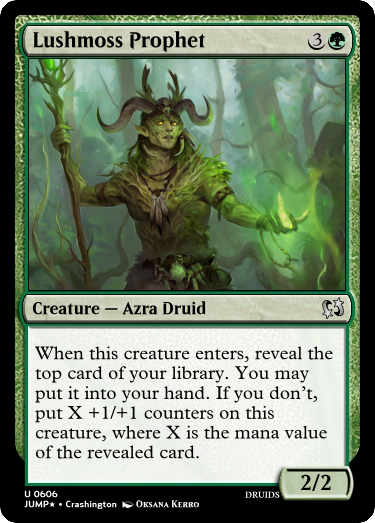 Lushmoss Prophet 3
Creature — Azra Druid
When this creature enters, reveal the
top card of your library. You may
put it into your hand. If you don't,
put X +1/+1 counters on this
creature, where X is the mana value
of the revealed card.
2/2
U 0606
JUMP★ • Crashington Oksana Kerro
DRUIDS